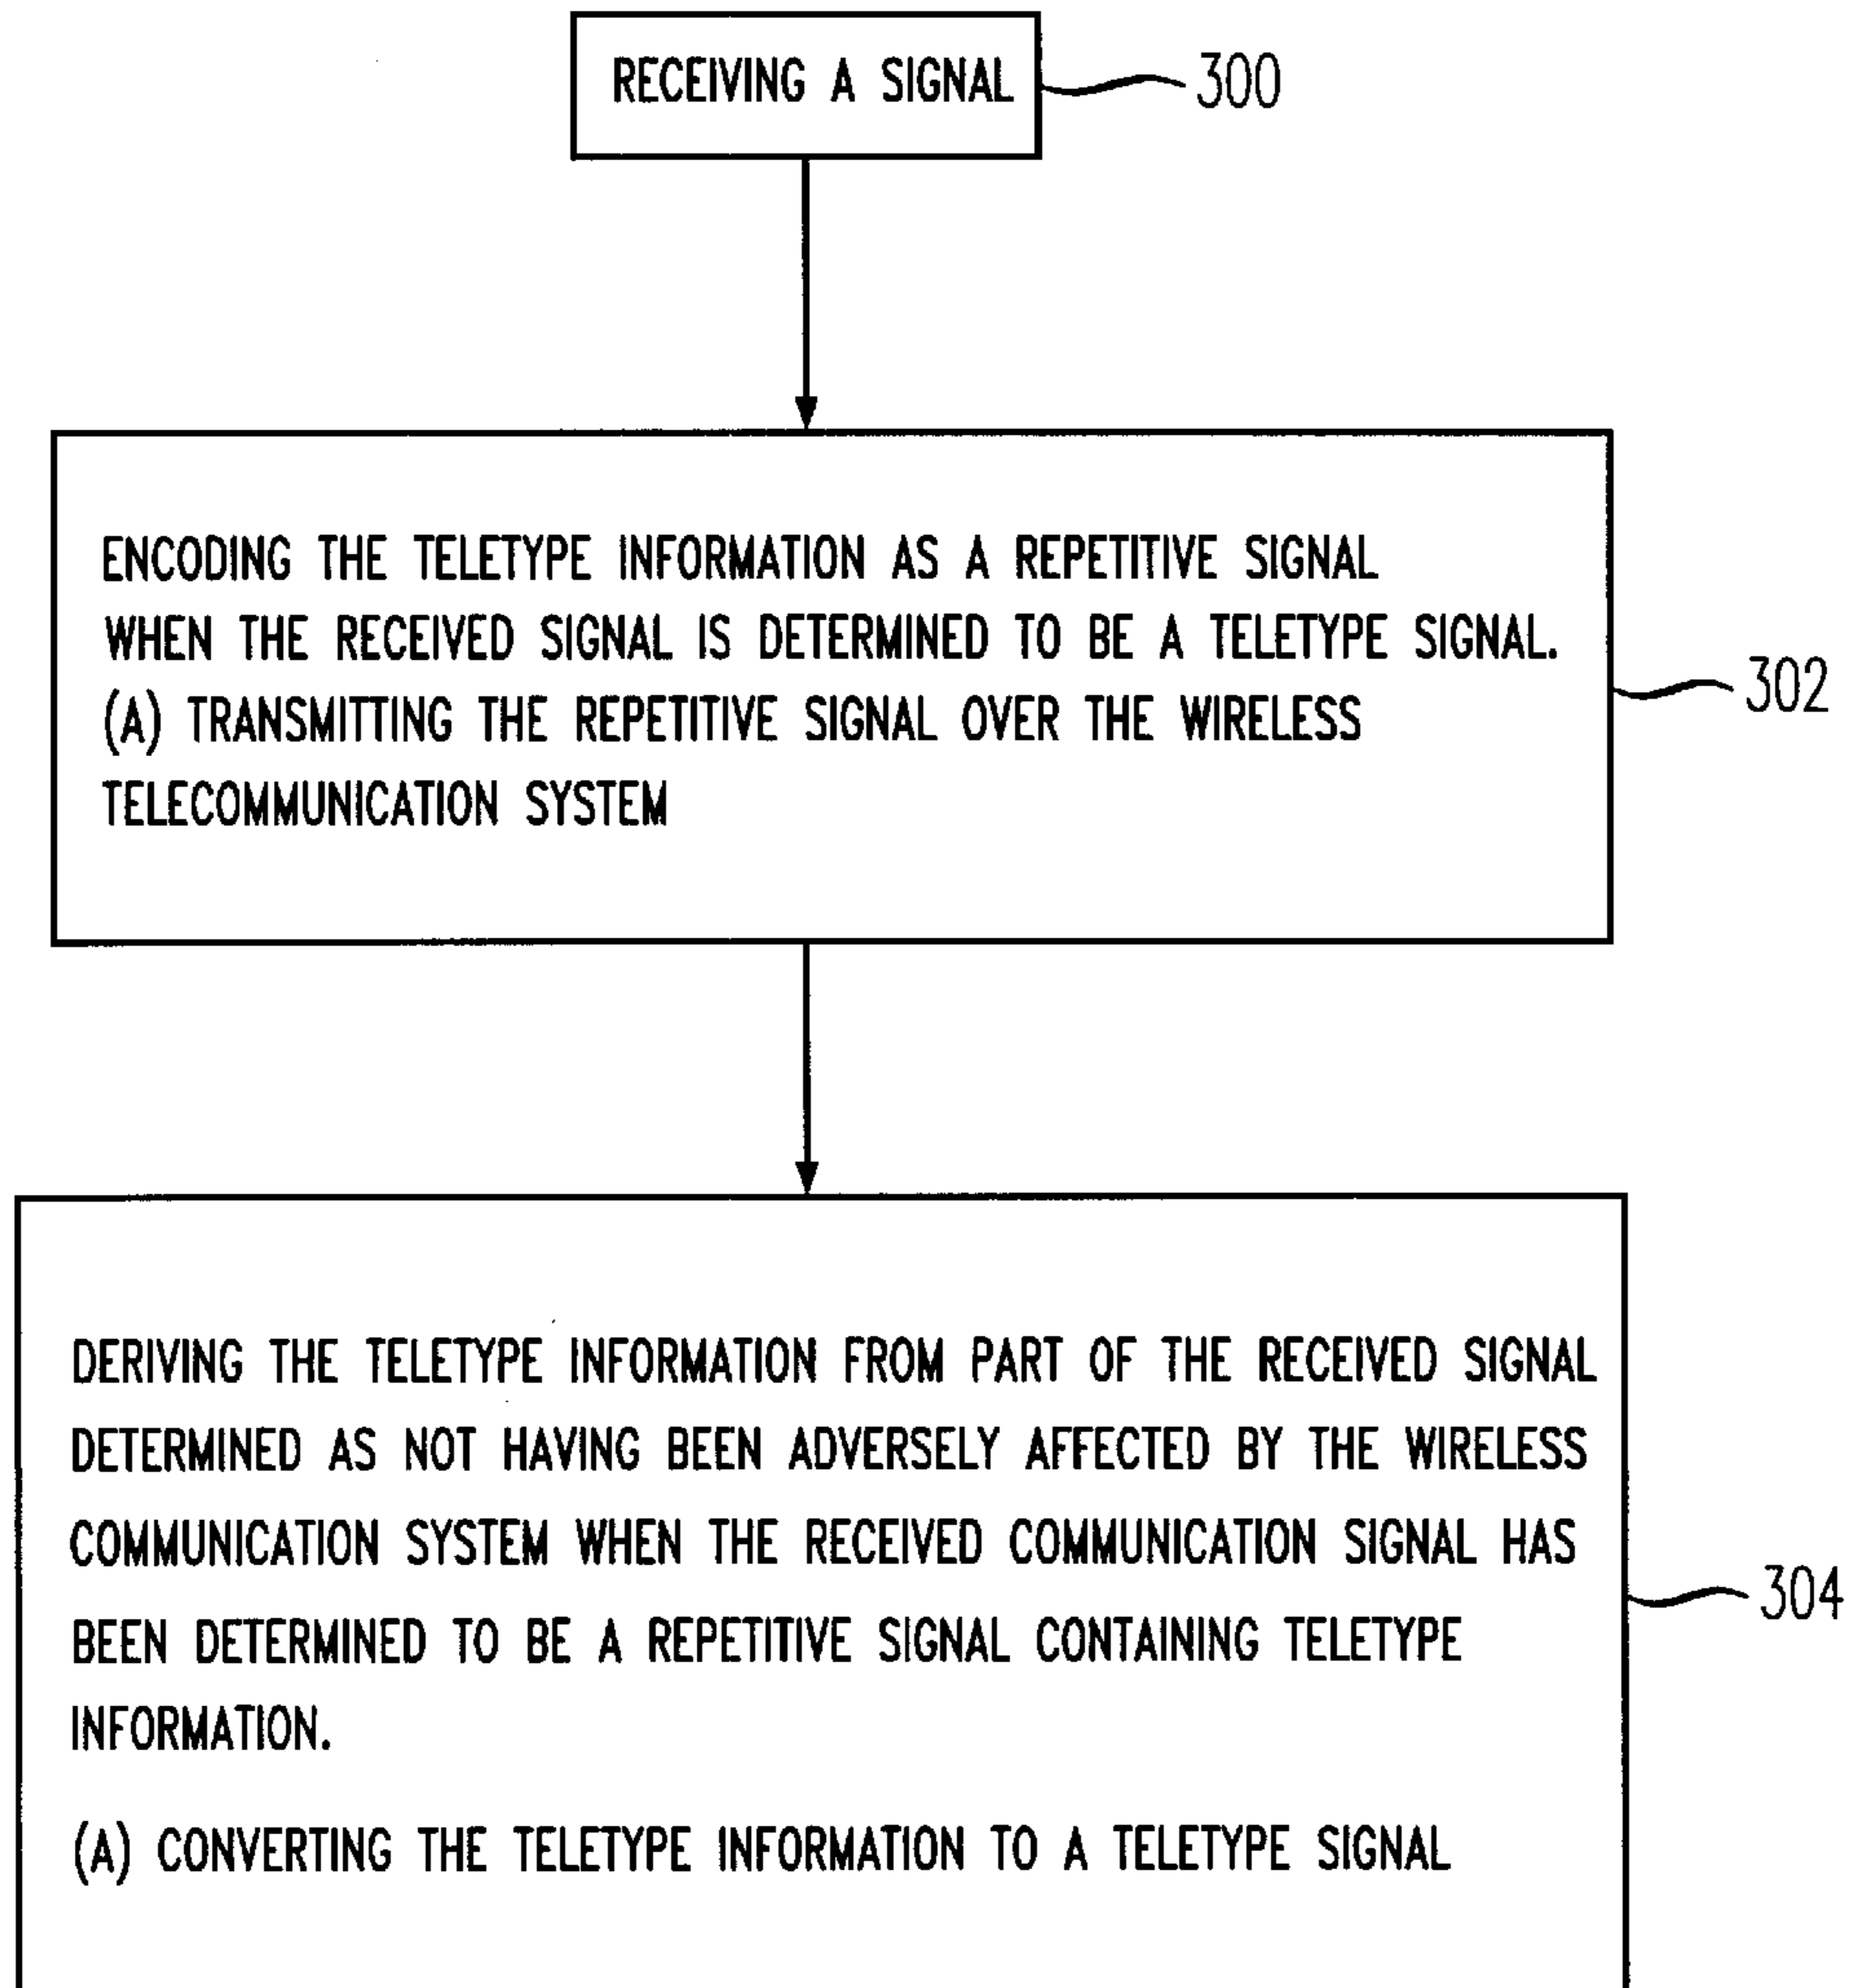 RECEIVING A SIGNAL
300
ENCODING THE TELETYPE INFORMATION AS A REPETITIVE SIGNAL
WHEN THE RECEIVED SIGNAL IS DETERMINED TO BE A TELETYPE SIGNAL.
(A) TRANSMITTING THE REPETITIVE SIGNAL OVER THE WIRELESS
TELECOMMUNICATION SYSTEM
302
DERIVING THE TELETYPE INFORMATION FROM PART OF THE RECEIVED SIGNAL
DETERMINED AS NOT HAVING BEEN ADVERSELY AFFECTED BY THE WIRELESS
COMMUNICATION SYSTEM WHEN THE RECEIVED COMMUNICATION SIGNAL HAS
BEEN DETERMINED TO BE A REPETITIVE SIGNAL CONTAINING TELETYPE
INFORMATION.
(A) CONVERTING THE TELETYPE INFORMATION TO A TELETYPE SIGNAL
304